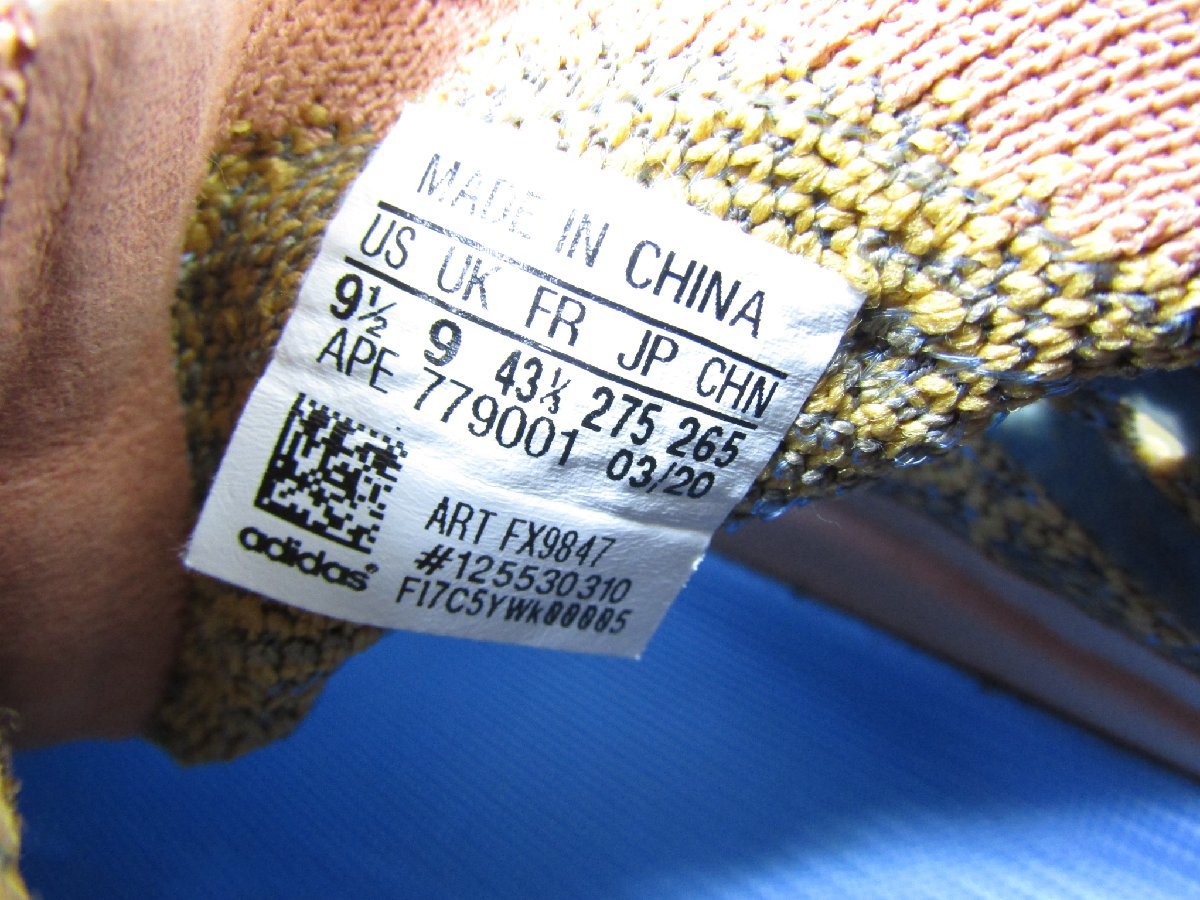 MADE IN CHINA
US UK FR JP CHN
9½ 9 43⅓ 275 265
APE 779001 03/20
ART FX9847
#125530310
F17C5YWk00005
adidas®